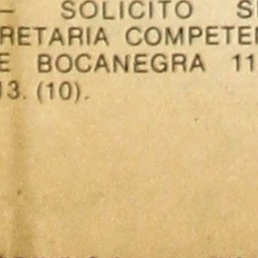 — SOLICITO S
RETARIA COMPETE
E BOCANEGRA 11
13. (10).